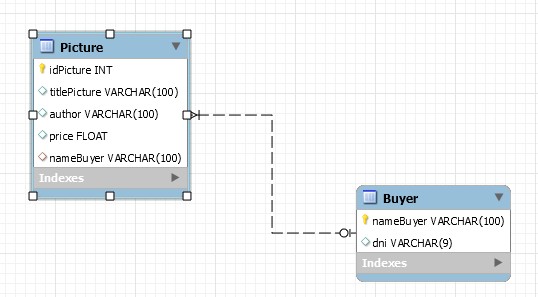 Picture
idPicture INT
titlePicture VARCHAR(100)
author VARCHAR(100)
price FLOAT
nameBuyer VARCHAR(100)
Indexes
Buyer
nameBuyer VARCHAR(100)
dni VARCHAR(9)
Indexes